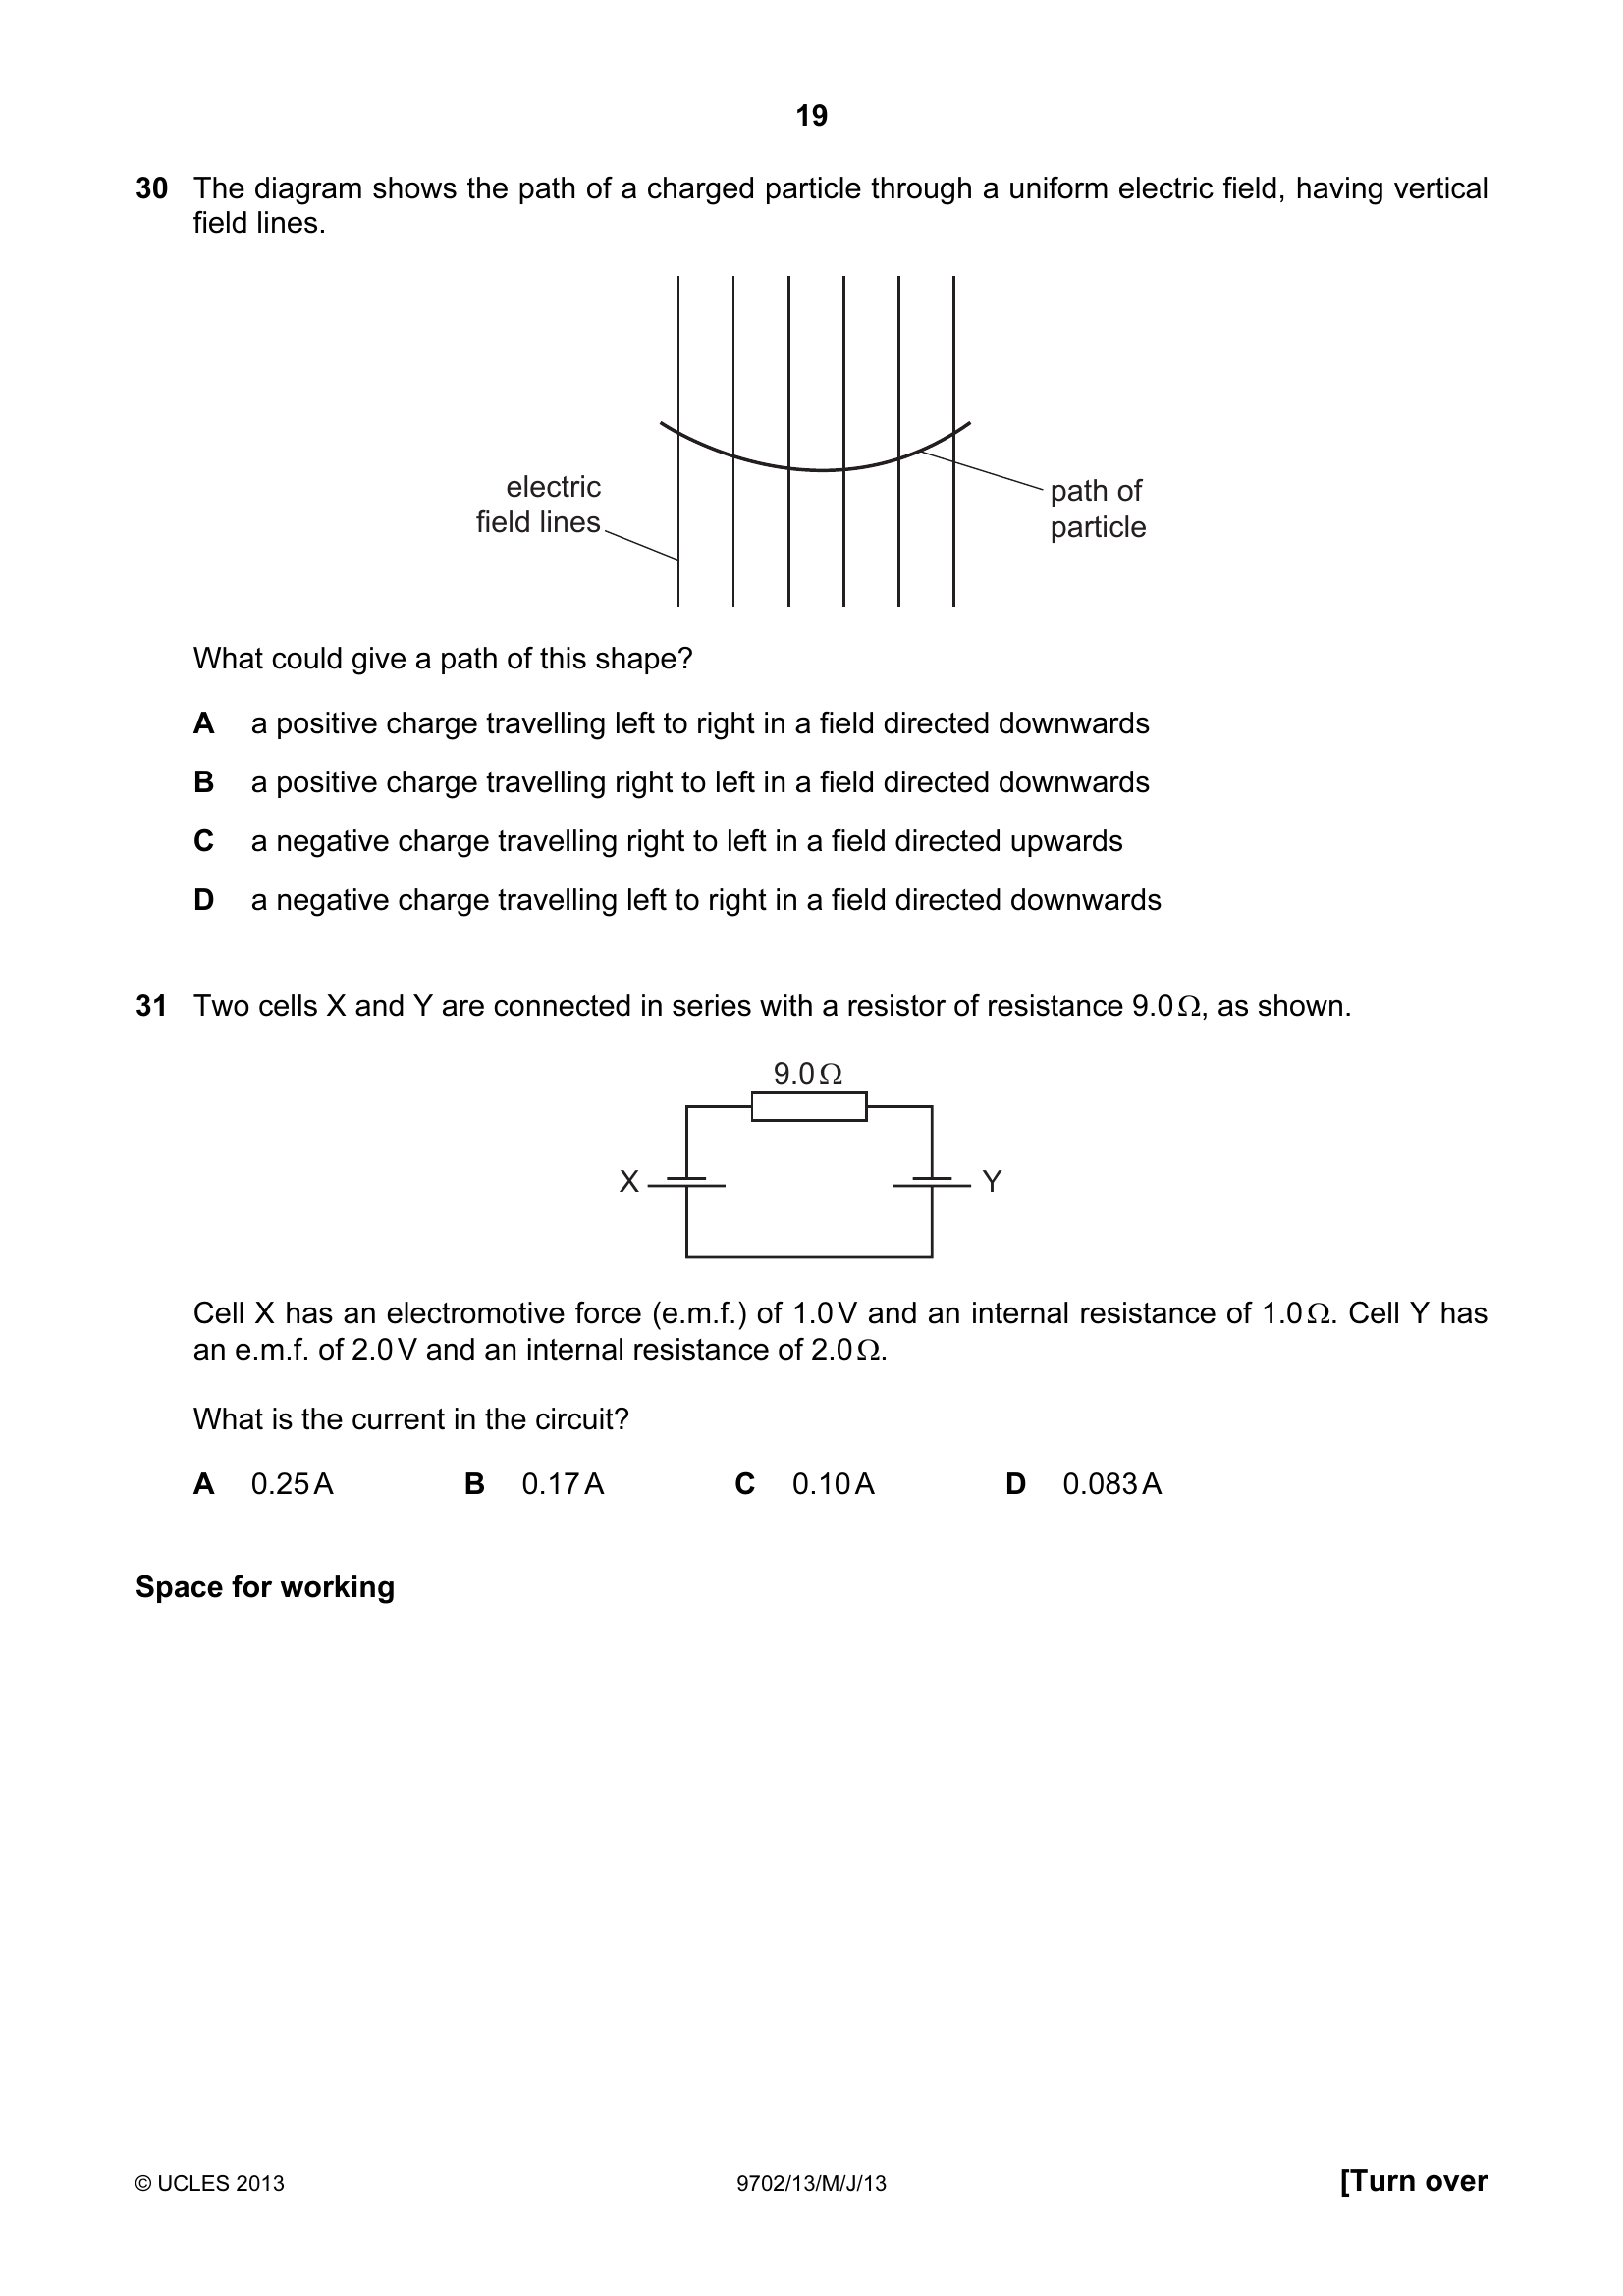 19
30 The diagram shows the path of a charged particle through a uniform electric field, having vertical
field lines.
electric
field lines
path of
particle
What could give a path of this shape?
A a positive charge travelling left to right in a field directed downwards
B a positive charge travelling right to left in a field directed downwards
C a negative charge travelling right to left in a field directed upwards
D a negative charge travelling left to right in a field directed downwards
31 Two cells X and Y are connected in series with a resistor of resistance 9.0 Ω, as shown.
9.0 Ω
X Y
Cell X has an electromotive force (e.m.f.) of 1.0 V and an internal resistance of 1.0 Ω. Cell Y has
an e.m.f. of 2.0 V and an internal resistance of 2.0 Ω.
What is the current in the circuit?
A 0.25 A B 0.17 A C 0.10 A D 0.083 A
Space for working
© UCLES 2013 9702/13/M/J/13 [Turn over